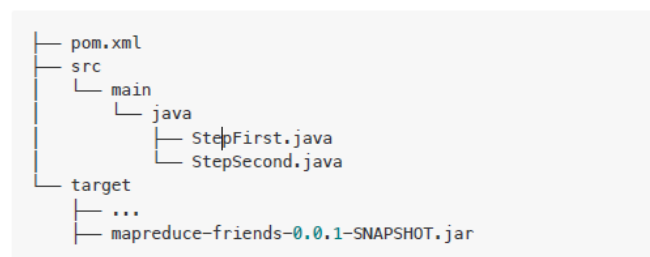 ├── pom.xml
├── src
│   └── main
│       └── java
│           ├── StepFirst.java
│           └── StepSecond.java
└── target
    ├── ...
    ├── mapreduce-friends-0.0.1-SNAPSHOT.jar